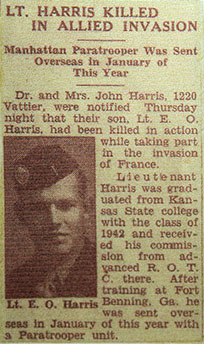 LT. HARRIS KILLED
IN ALLIED INVASION
Manhattan Paratrooper Was Sent
Overseas in January of
This Year
Dr. and Mrs. John Harris, 1220
Vattier, were notified Thursday
night that their son, Lt. E. O.
Harris, had been killed in action
while taking part
in the invasion
of France.
Lieutenant
Harris was grad-
uated from Kan-
sas State college
with the class of
1942 and receiv-
ed his commis-
sion from ad-
vanced R. O. T.
C. there. After
training at Fort
Benning, Ga. he
was sent over-
seas in January of this year with
a Paratrooper unit.
Lt. E. O. Harris